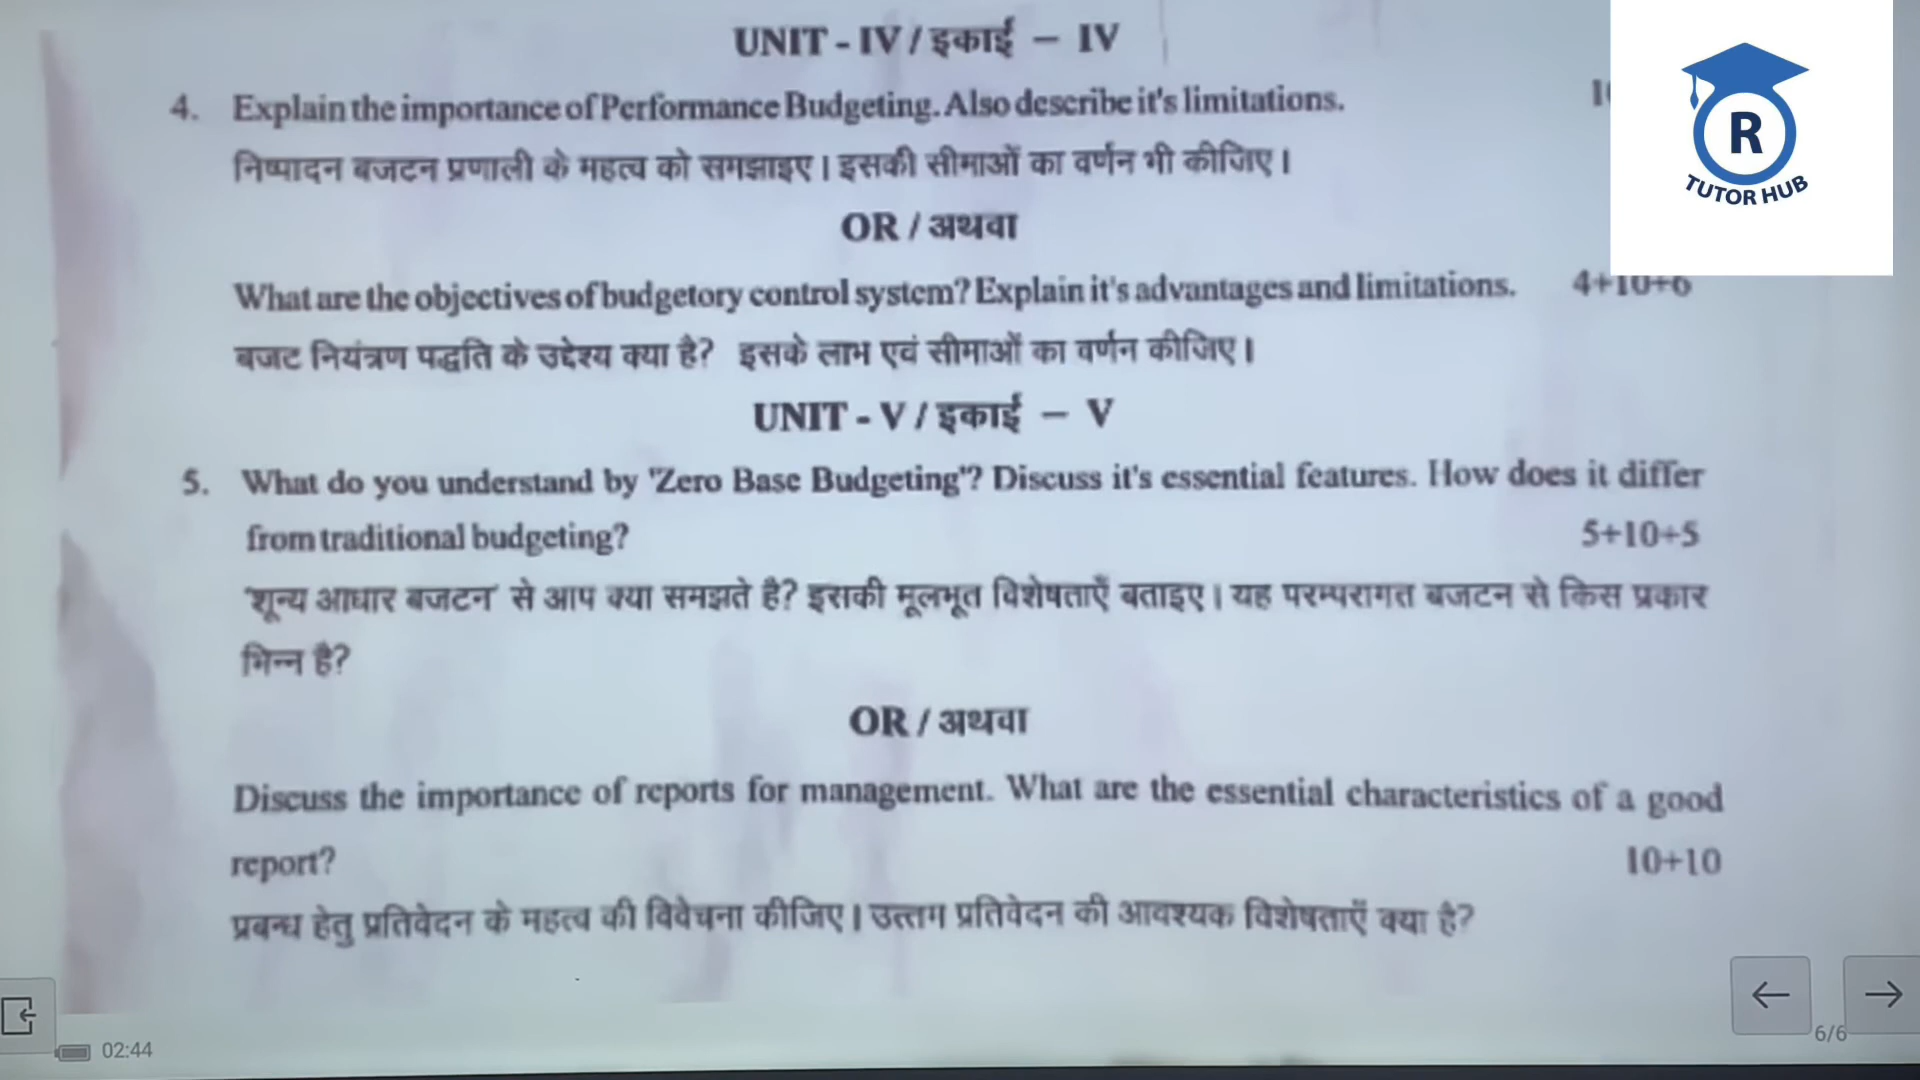 UNIT - IV / इकाई – IV
4. Explain the importance of Performance Budgeting. Also describe it's limitations.
निष्पादन बजटन प्रणाली के महत्व को समझाइए। इसकी सीमाओं का वर्णन भी कीजिए।
OR / अथवा
What are the objectives of budgetory control system? Explain it's advantages and limitations. 4+10+6
बजट नियंत्रण पद्धति के उद्देश्य क्या है? इसके लाभ एवं सीमाओं का वर्णन कीजिए।
UNIT - V / इकाई – V
5. What do you understand by 'Zero Base Budgeting'? Discuss it's essential features. How does it differ
from traditional budgeting? 5+10+5
'शून्य आधार बजटन' से आप क्या समझते है? इसकी मूलभूत विशेषताएँ बताइए। यह परम्परागत बजटन से किस प्रकार
भिन्न है?
OR / अथवा
Discuss the importance of reports for management. What are the essential characteristics of a good
report? 10+10
प्रबन्ध हेतु प्रतिवेदन के महत्व की विवेचना कीजिए। उत्तम प्रतिवेदन की आवश्यक विशेषताएँ क्या है?
R
TUTOR HUB
02:44
6/6